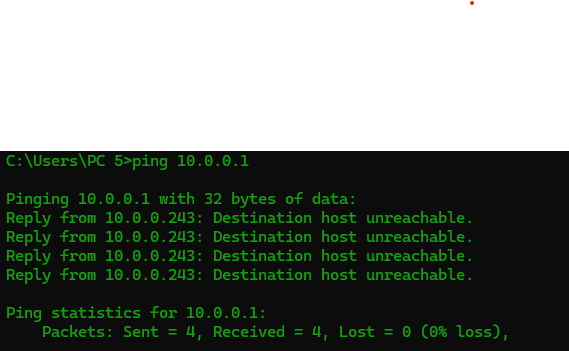 C:\Users\PC 5>ping 10.0.0.1
Pinging 10.0.0.1 with 32 bytes of data:
Reply from 10.0.0.243: Destination host unreachable.
Reply from 10.0.0.243: Destination host unreachable.
Reply from 10.0.0.243: Destination host unreachable.
Reply from 10.0.0.243: Destination host unreachable.
Ping statistics for 10.0.0.1:
    Packets: Sent = 4, Received = 4, Lost = 0 (0% loss),